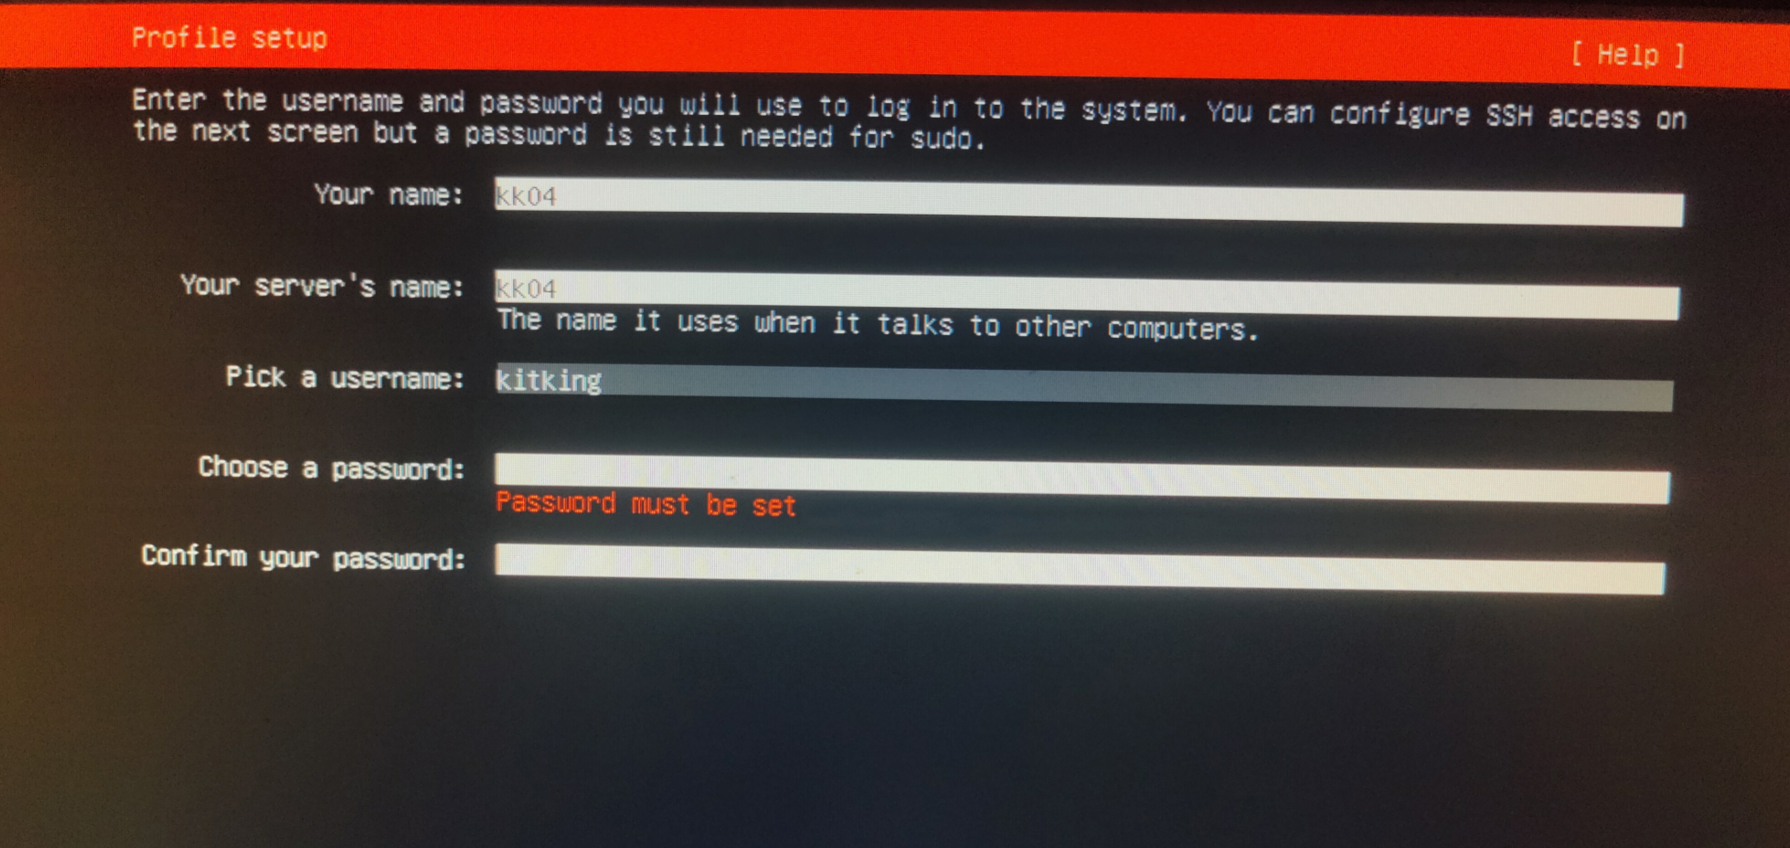 Profile setup
[ Help ]
Enter the username and password you will use to log in to the system. You can configure SSH access on
the next screen but a password is still needed for sudo.
Your name: kk04
Your server's name: kk04
The name it uses when it talks to other computers.
Pick a username: kitking
Choose a password:
Password must be set
Confirm your password: